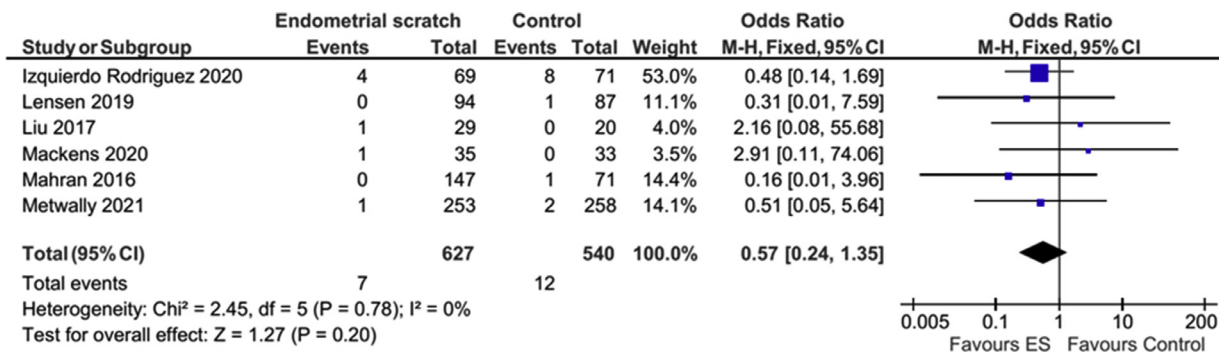 Endometrial scratch Control Odds Ratio Odds Ratio
Study or Subgroup Events Total Events Total Weight M-H, Fixed, 95% CI M-H, Fixed, 95% CI
Izquierdo Rodriguez 2020 4 69 8 71 53.0% 0.48 [0.14, 1.69]
Lensen 2019 0 94 1 87 11.1% 0.31 [0.01, 7.59]
Liu 2017 1 29 0 20 4.0% 2.16 [0.08, 55.68]
Mackens 2020 1 35 0 33 3.5% 2.91 [0.11, 74.06]
Mahran 2016 0 147 1 71 14.4% 0.16 [0.01, 3.96]
Metwally 2021 1 253 2 258 14.1% 0.51 [0.05, 5.64]
Total (95% CI) 627 540 100.0% 0.57 [0.24, 1.35]
Total events 7 12
Heterogeneity: Chi² = 2.45, df = 5 (P = 0.78); I² = 0%
Test for overall effect: Z = 1.27 (P = 0.20)
0.005 0.1 1 10 200
Favours ES Favours Control